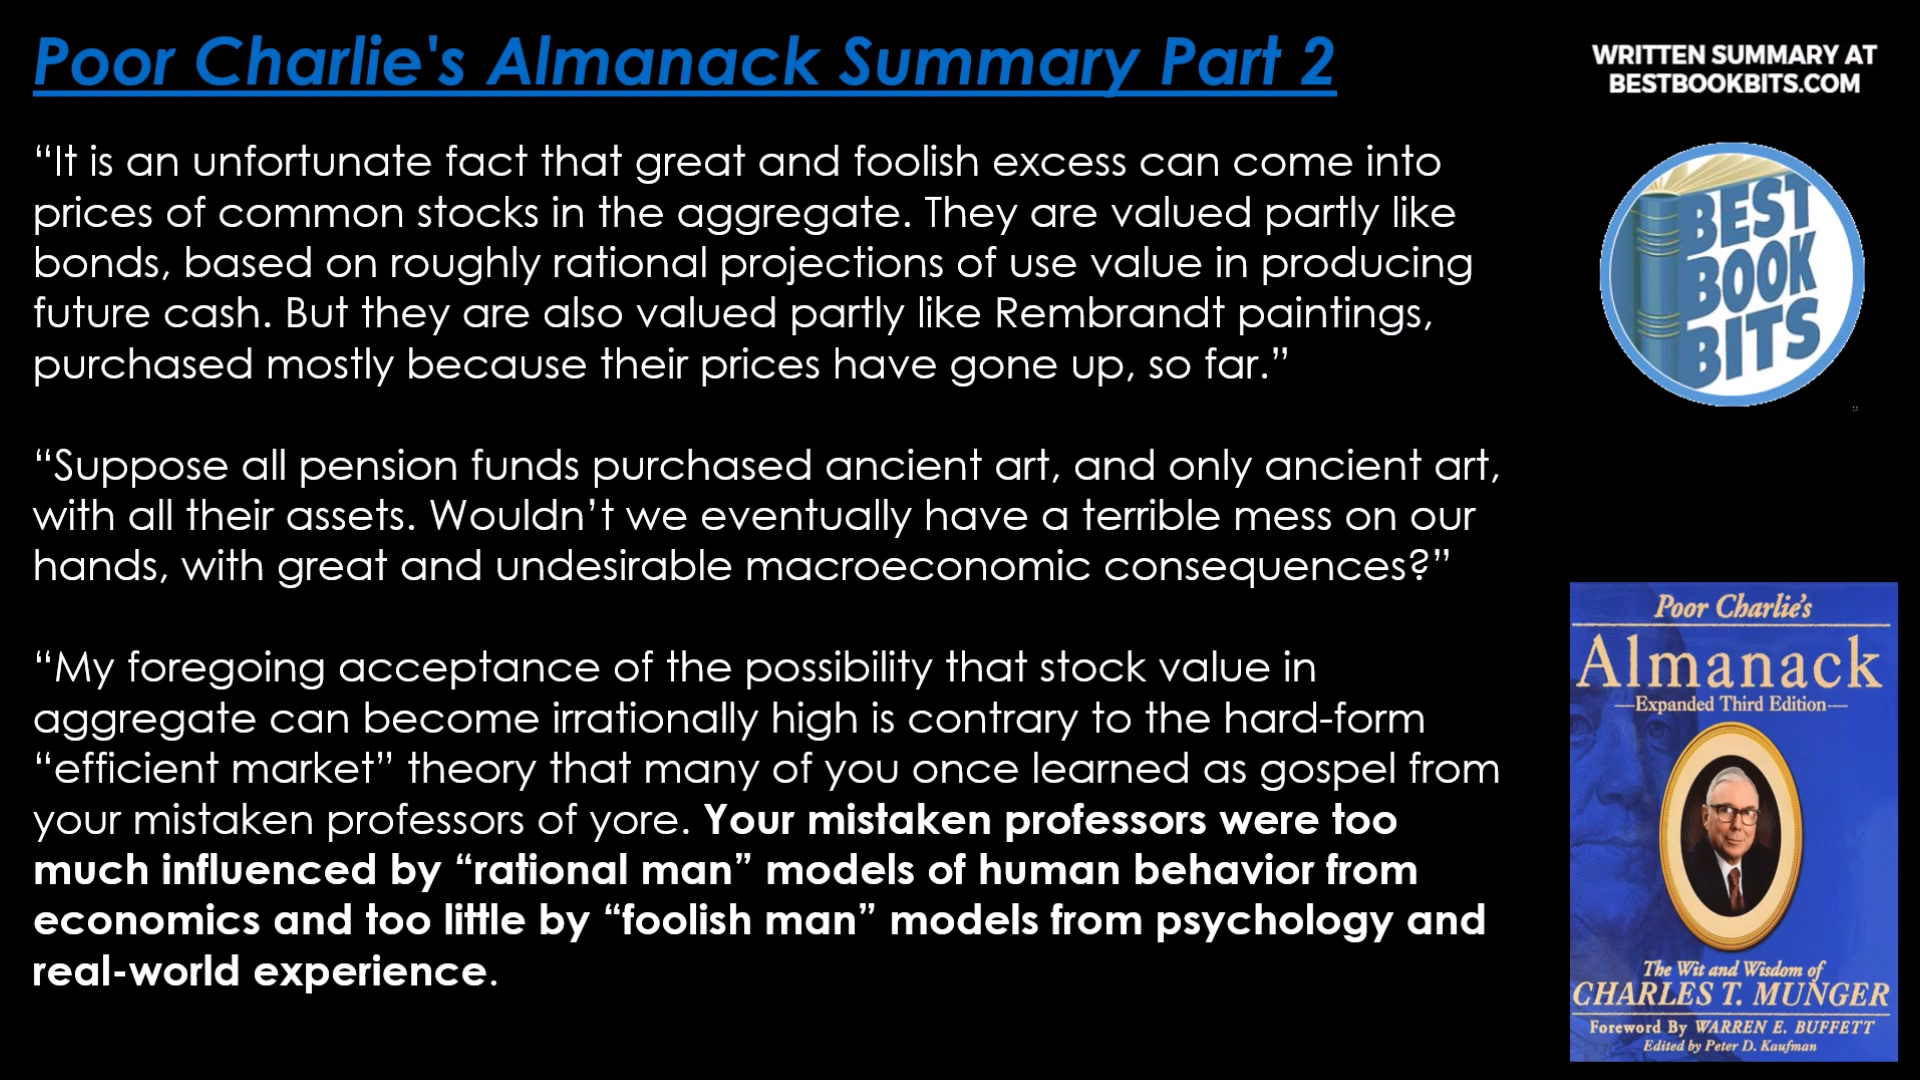 Poor Charlie's Almanack Summary Part 2
WRITTEN SUMMARY AT
BESTBOOKBITS.COM
“It is an unfortunate fact that great and foolish excess can come into
prices of common stocks in the aggregate. They are valued partly like
bonds, based on roughly rational projections of use value in producing
future cash. But they are also valued partly like Rembrandt paintings,
purchased mostly because their prices have gone up, so far.”
“Suppose all pension funds purchased ancient art, and only ancient art,
with all their assets. Wouldn’t we eventually have a terrible mess on our
hands, with great and undesirable macroeconomic consequences?”
“My foregoing acceptance of the possibility that stock value in
aggregate can become irrationally high is contrary to the hard-form
“efficient market” theory that many of you once learned as gospel from
your mistaken professors of yore. Your mistaken professors were too
much influenced by “rational man” models of human behavior from
economics and too little by “foolish man” models from psychology and
real-world experience.
BEST
BOOK
BITS
Poor Charlie's
Almanack
—Expanded Third Edition—
The Wit and Wisdom of
CHARLES T. MUNGER
Foreword By WARREN E. BUFFETT
Edited by Peter D. Kaufman